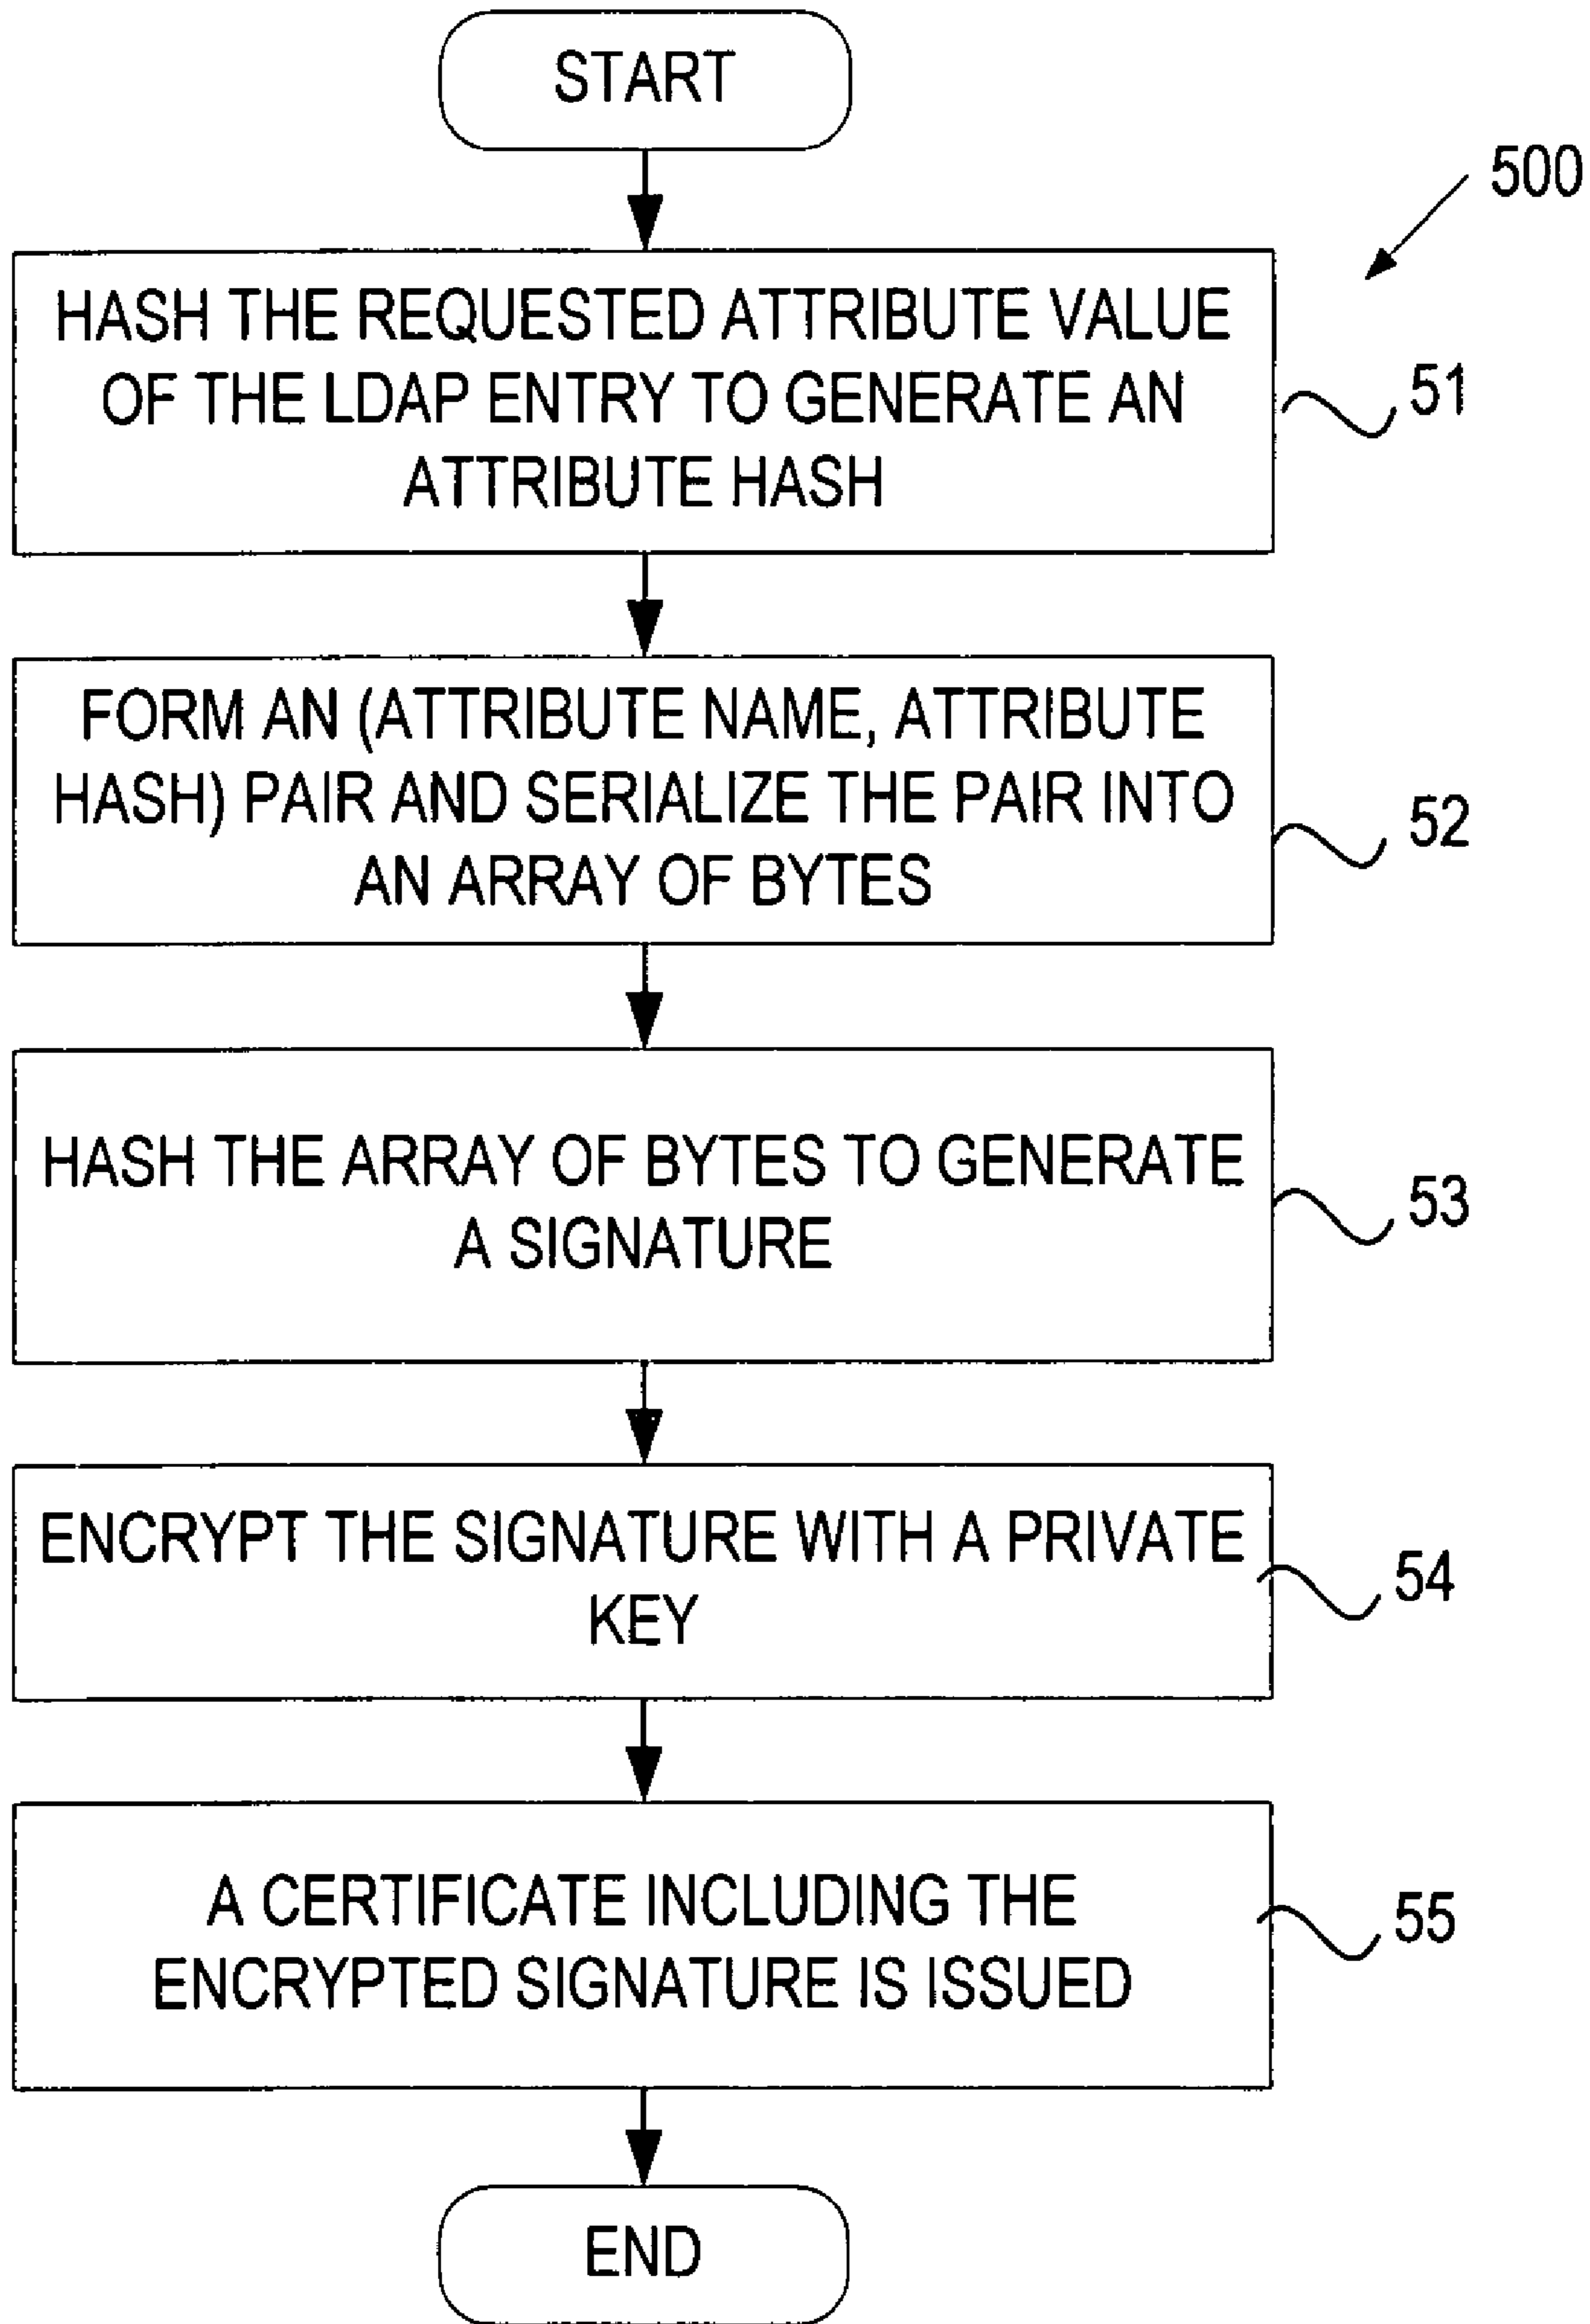 START
500
HASH THE REQUESTED ATTRIBUTE VALUE
OF THE LDAP ENTRY TO GENERATE AN
ATTRIBUTE HASH
51
FORM AN (ATTRIBUTE NAME, ATTRIBUTE
HASH) PAIR AND SERIALIZE THE PAIR INTO
AN ARRAY OF BYTES
52
HASH THE ARRAY OF BYTES TO GENERATE
A SIGNATURE
53
ENCRYPT THE SIGNATURE WITH A PRIVATE
KEY
54
A CERTIFICATE INCLUDING THE
ENCRYPTED SIGNATURE IS ISSUED
55
END